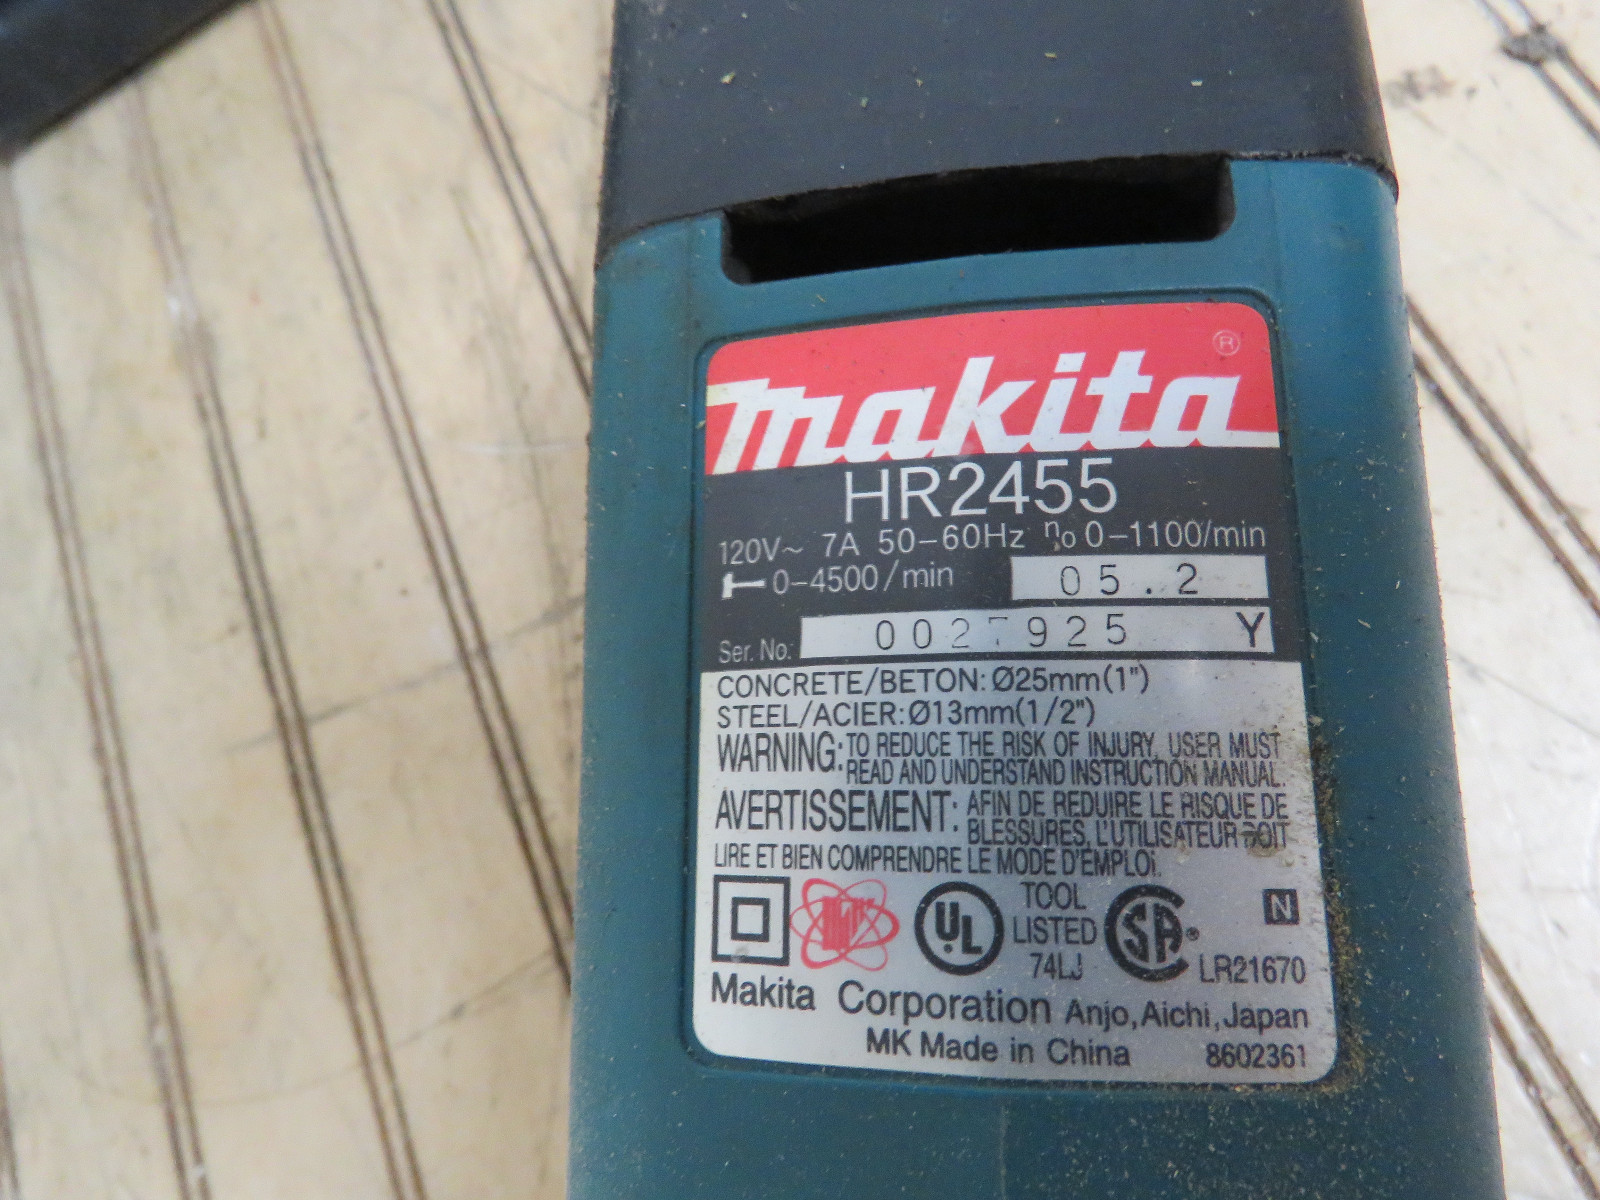 makita®
HR2455
120V~ 7A 50-60Hz n₀ 0-1100/min
0-4500/min 05.2
Ser. No: 0027925 Y
CONCRETE/BETON: Ø25mm(1")
STEEL/ACIER: Ø13mm(1/2")
WARNING: TO REDUCE THE RISK OF INJURY, USER MUST
READ AND UNDERSTAND INSTRUCTION MANUAL.
AVERTISSEMENT: AFIN DE REDUIRE LE RISQUE DE
BLESSURES, L'UTILISATEUR DOIT
LIRE ET BIEN COMPRENDRE LE MODE D'EMPLOI.
UL TOOL LISTED 74LJ
SA® LR21670
N
Makita Corporation Anjo, Aichi, Japan
MK Made in China 8602361